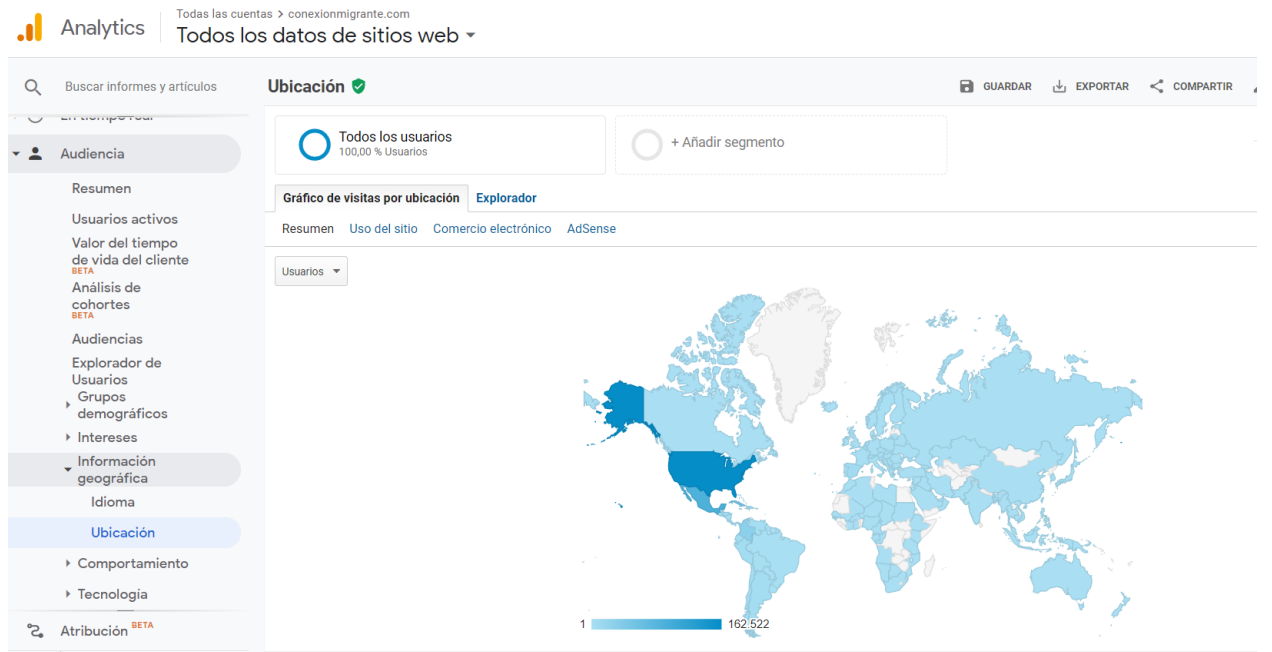 Analytics
Todas las cuentas > conexionmigrante.com
Todos los datos de sitios web
Buscar informes y artículos
En tiempo real
Audiencia
Resumen
Usuarios activos
Valor del tiempo
de vida del cliente
BETA
Análisis de
cohortes
BETA
Audiencias
Explorador de
Usuarios
Grupos
demográficos
Intereses
Información
geográfica
Idioma
Ubicación
Comportamiento
Tecnología
Atribución BETA
Ubicación
GUARDAR
EXPORTAR
COMPARTIR
Todos los usuarios
100,00 % Usuarios
+ Añadir segmento
Gráfico de visitas por ubicación
Explorador
Resumen
Uso del sitio
Comercio electrónico
AdSense
Usuarios
1
162.522